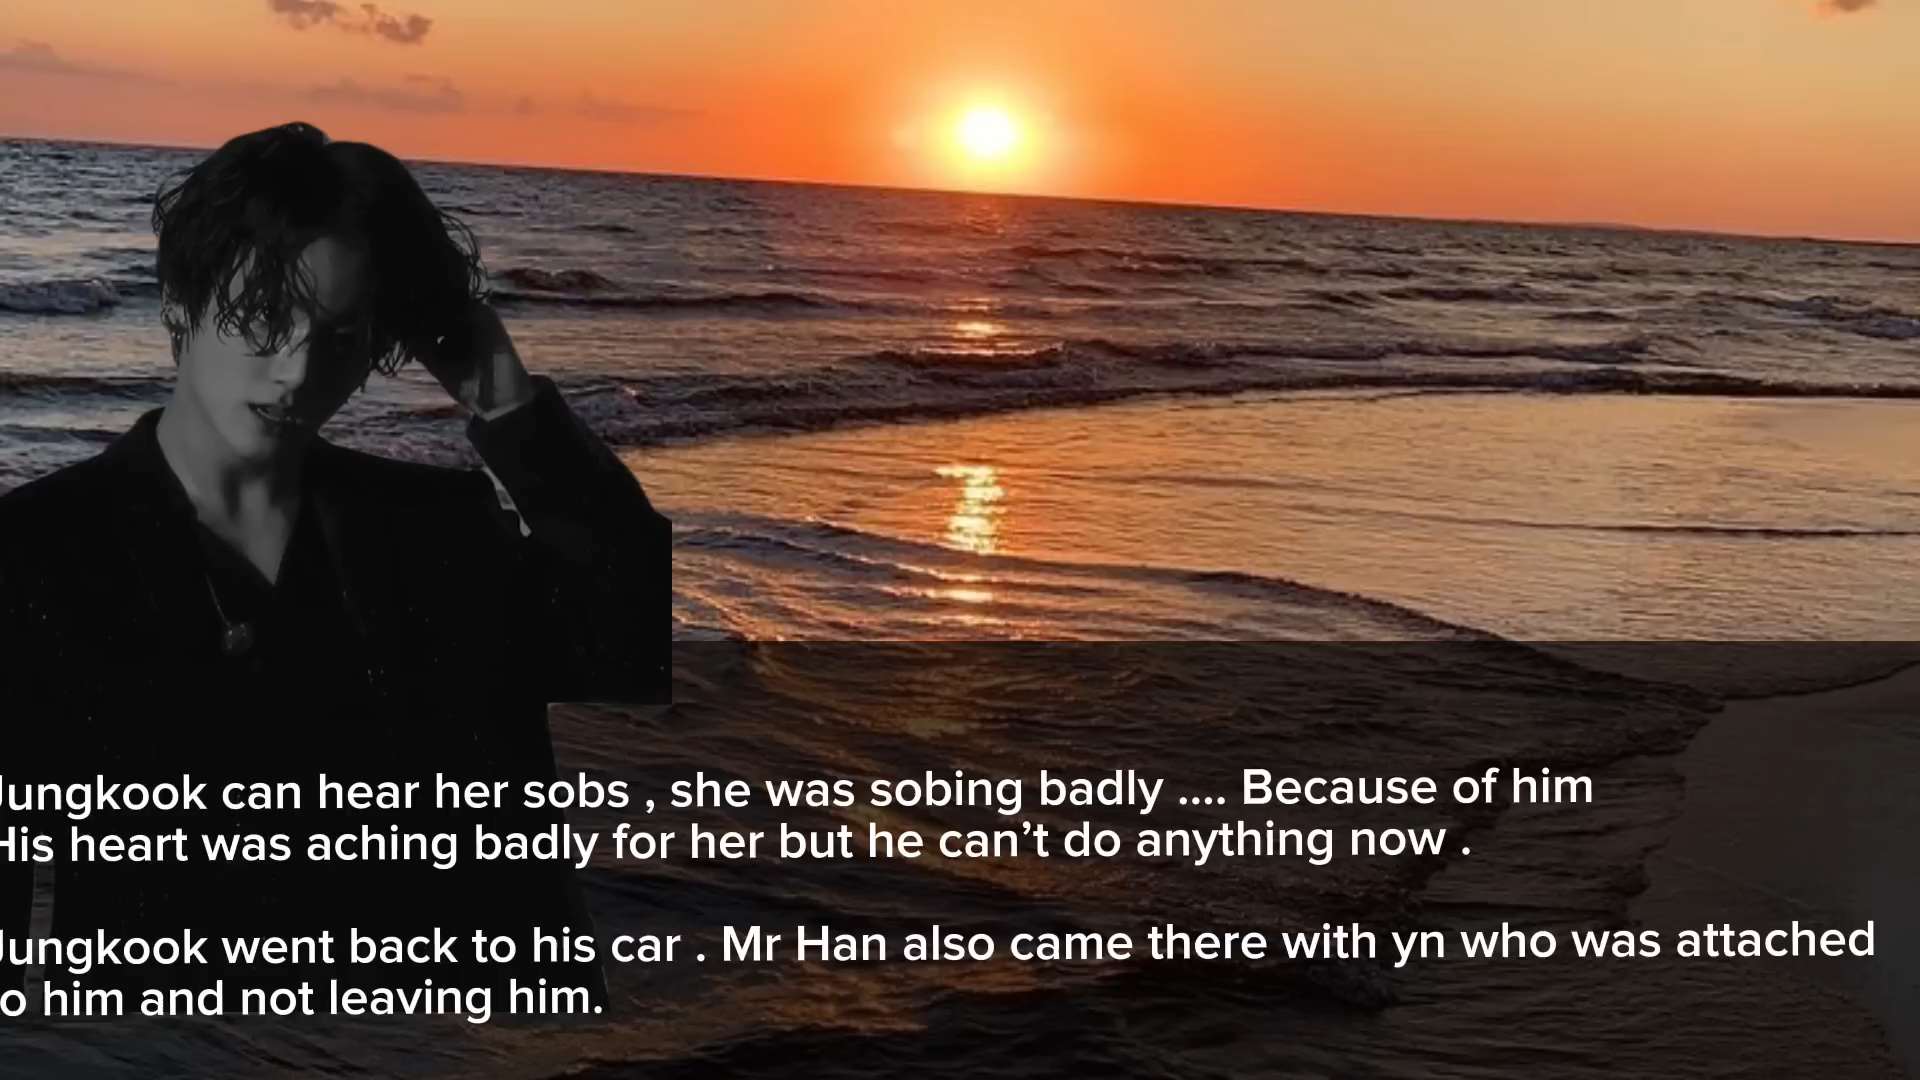 Jungkook can hear her sobs , she was sobing badly .... Because of him
His heart was aching badly for her but he can't do anything now .
Jungkook went back to his car . Mr Han also came there with yn who was attached
o him and not leaving him.